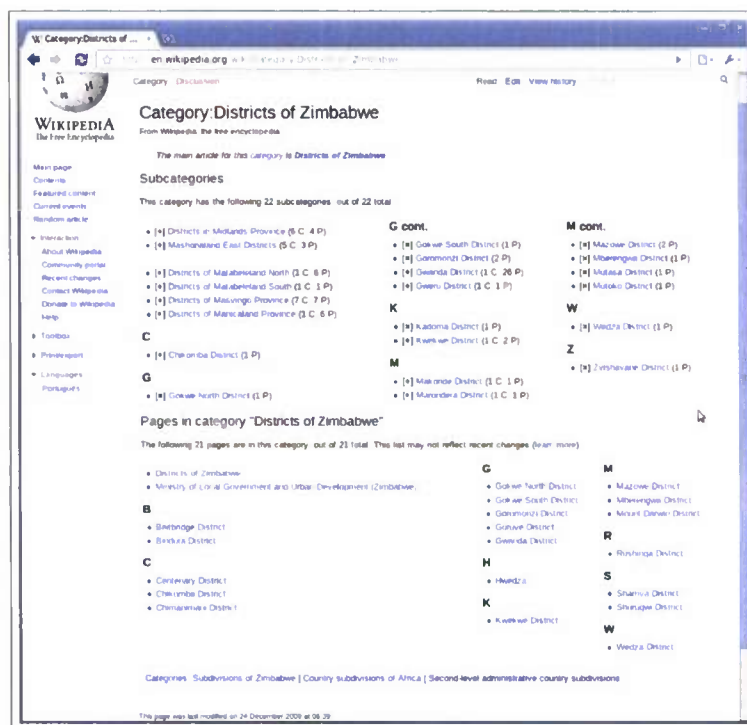 Category:Districts of ...
en.wikipedia.org
Category Discussion
Read Edit View history
WIKIPEDIA
The Free Encyclopedia
Main page
Contents
Featured content
Current events
Random article
Interaction
About Wikipedia
Community portal
Recent changes
Contact Wikipedia
Donate to Wikipedia
Help
Toolbox
Print/export
Languages
Português
Category:Districts of Zimbabwe
From Wikipedia, the free encyclopedia
The main article for this category is Districts of Zimbabwe
Subcategories
This category has the following 22 subcategories, out of 22 total
[+] Districts in Midlands Province (6 C, 4 P)
[+] Mashonaland East Districts (5 C, 3 P)
[+] Districts of Matabeleland North (1 C, 6 P)
[+] Districts of Matabeleland South (1 C, 1 P)
[+] Districts of Masvingo Province (7 C, 7 P)
[+] Districts of Manicaland Province (1 C, 6 P)
C
[+] Chikomba District (1 P)
G
[×] Gokwe North District (1 P)
G cont.
[×] Gokwe South District (1 P)
[×] Goromonzi District (2 P)
[+] Gwanda District (1 C, 26 P)
[+] Gweru District (1 C, 1 P)
K
[×] Kadoma District (1 P)
[+] Kwekwe District (1 C, 2 P)
M
[+] Makonde District (1 C, 1 P)
[+] Marondera District (1 C, 1 P)
M cont.
[×] Mazowe District (2 P)
[×] Mberengwa District (1 P)
[×] Mutasa District (1 P)
[×] Mutoko District (1 P)
W
[×] Wedza District (1 P)
Z
[×] Zvishavane District (1 P)
Pages in category "Districts of Zimbabwe"
The following 21 pages are in this category, out of 21 total. This list may not reflect recent changes (learn more)
Districts of Zimbabwe
Ministry of Local Government and Urban Development (Zimbabwe)
B
Beitbridge District
Bindura District
C
Centenary District
Chikomba District
Chimanimani District
G
Gokwe North District
Gokwe South District
Goromonzi District
Guruve District
Gwanda District
H
Hwedza
K
Kwekwe District
M
Mazowe District
Mberengwa District
Mount Darwin District
R
Rushinga District
S
Shamva District
Shurugwi District
W
Wedza District
Categories: Subdivisions of Zimbabwe | Country subdivisions of Africa | Second-level administrative country subdivisions
This page was last modified on 24 December 2009 at 06:39